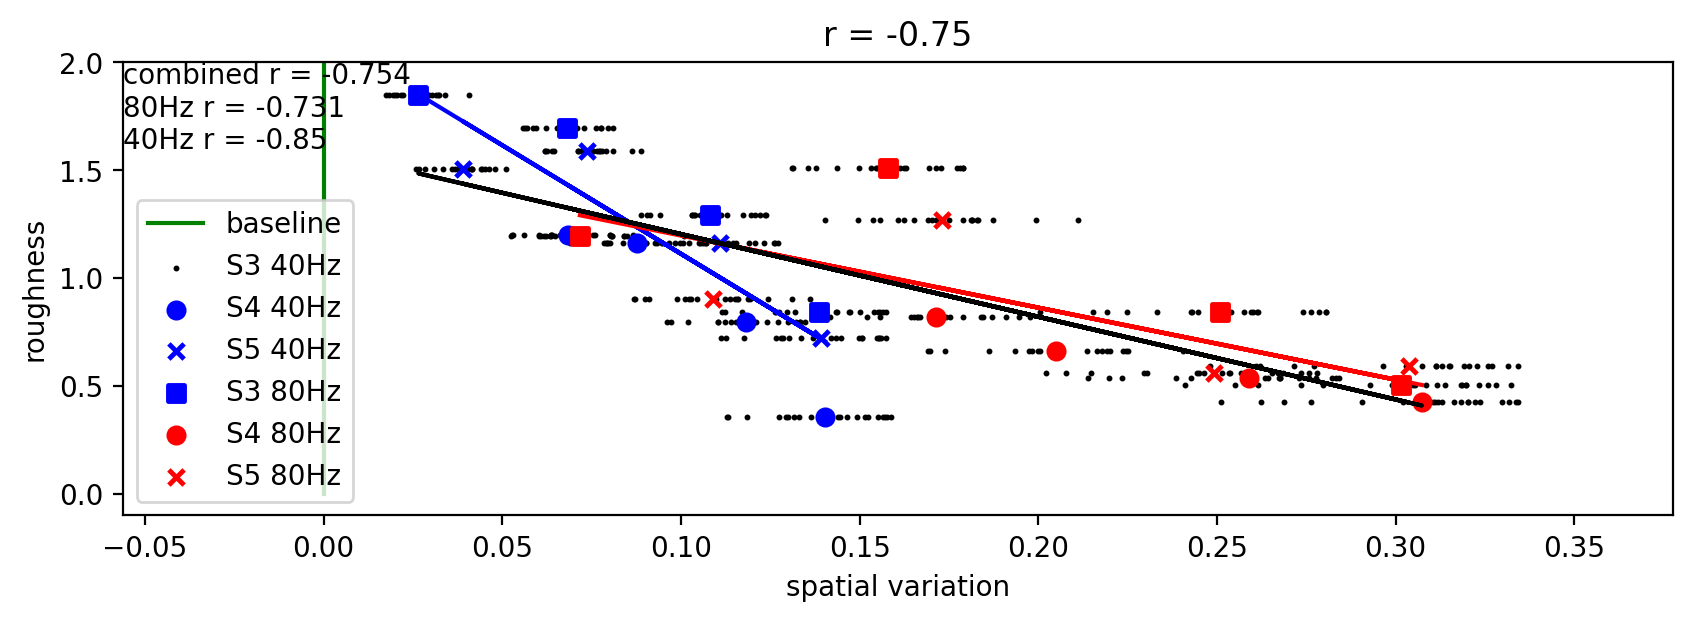 r = -0.75
combined r = -0.754
80Hz r = -0.731
40Hz r = -0.85
2.0
1.5
1.0
0.5
0.0
roughness
baseline
S3 40Hz
S4 40Hz
S5 40Hz
S3 80Hz
S4 80Hz
S5 80Hz
−0.05 0.00 0.05 0.10 0.15 0.20 0.25 0.30 0.35
spatial variation